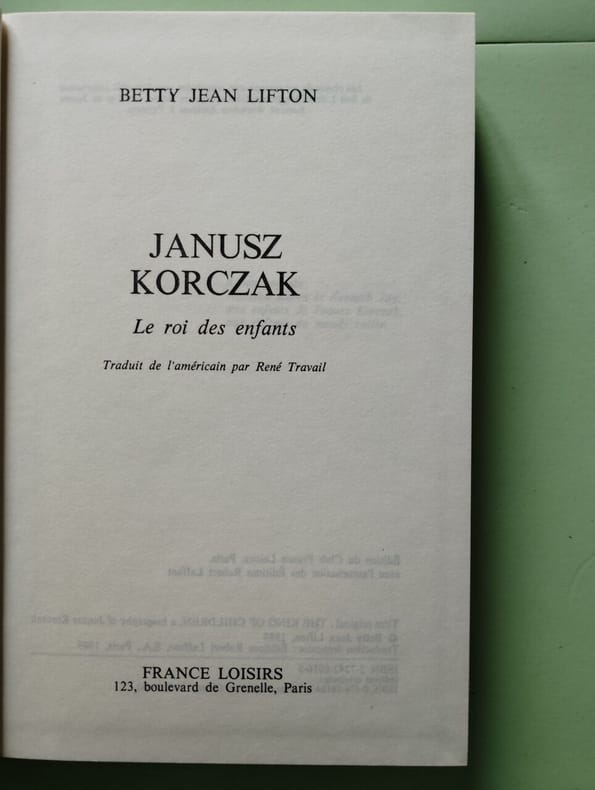 BETTY JEAN LIFTON
JANUSZ
KORCZAK
Le roi des enfants
Traduit de l'américain par René Travail
FRANCE LOISIRS
123, boulevard de Grenelle, Paris